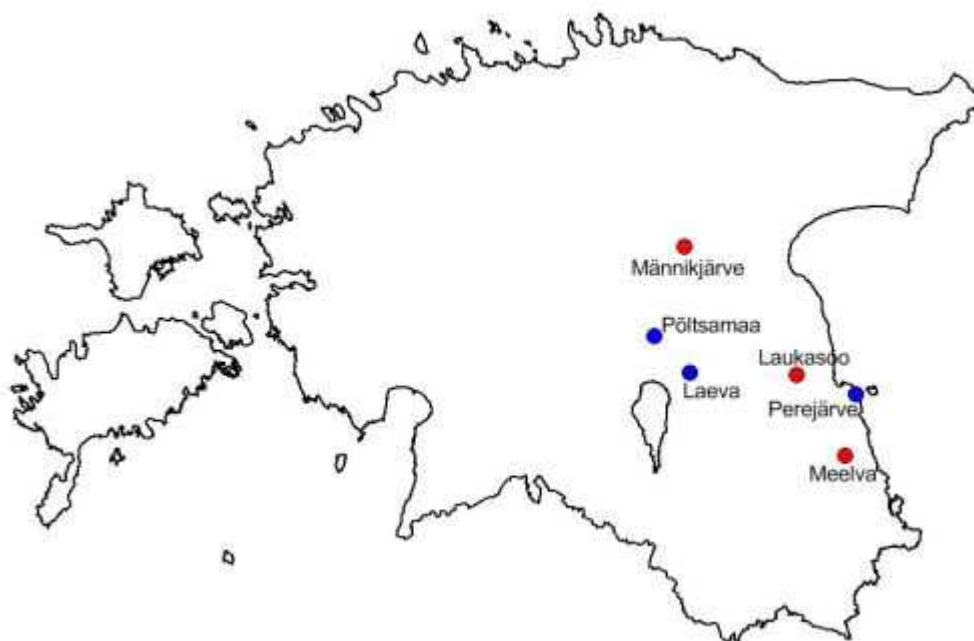 Männikjärve
Põltsamaa
Laukasoo
Laeva
Perejärve
Meelva